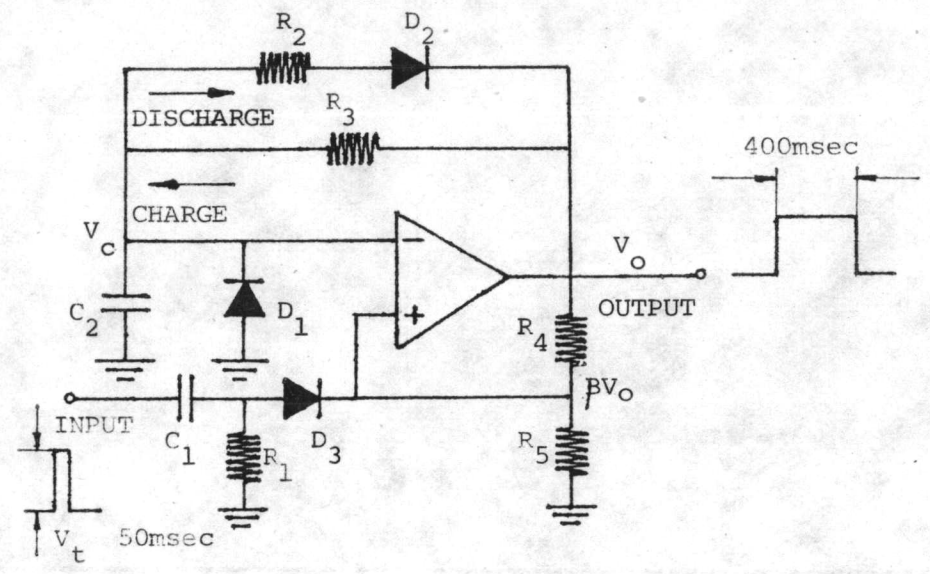 R2
D2
DISCHARGE
R3
400msec
CHARGE
Vc
−
Vo
C2
D1
+
OUTPUT
R4
βVo
INPUT
C1
R1
D3
R5
Vt
50msec